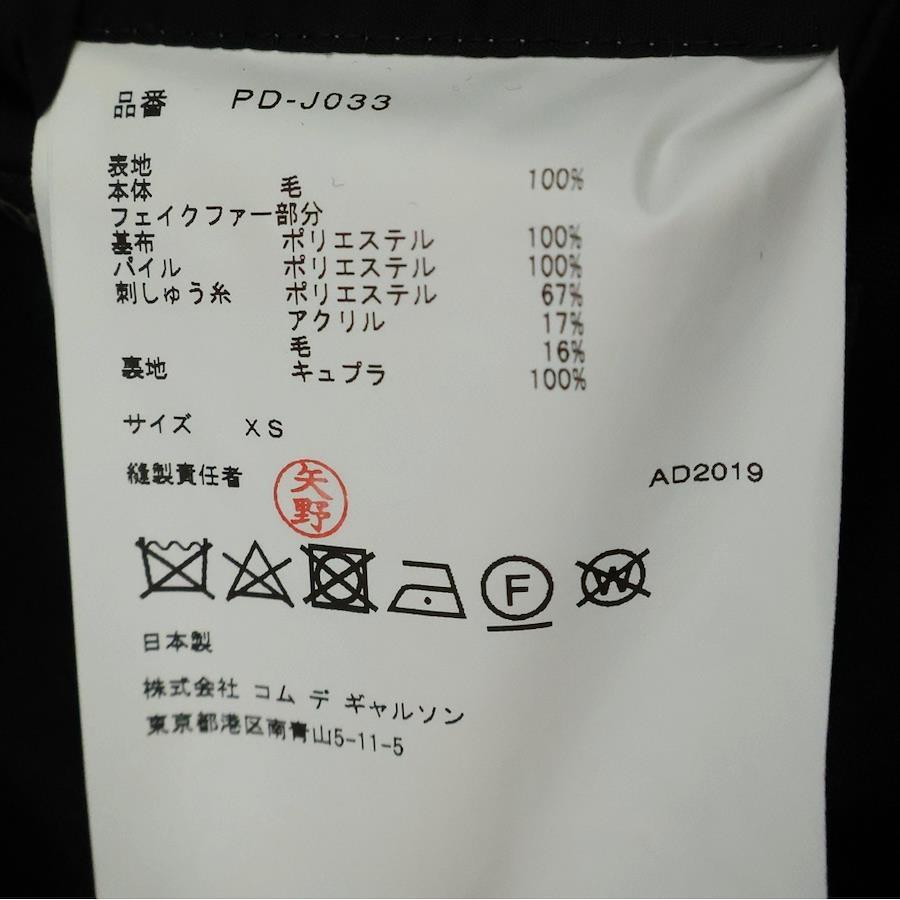 品番 PD-J033
表地
本体 毛 100%
フェイクファー部分
基布 ポリエステル 100%
パイル ポリエステル 100%
刺しゅう糸 ポリエステル 67%
アクリル 17%
毛 16%
裏地 キュプラ 100%
サイズ XS
縫製責任者 矢野 AD2019
F W
日本製
株式会社 コム デ ギャルソン
東京都港区南青山5-11-5